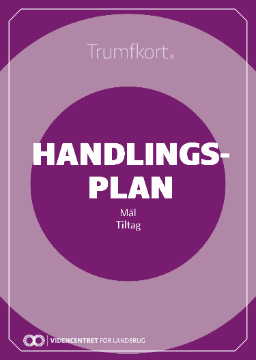 Trumfkort®
HANDLINGS-
PLAN
Mål
Tiltag
VIDENCENTRET FOR LANDBRUG